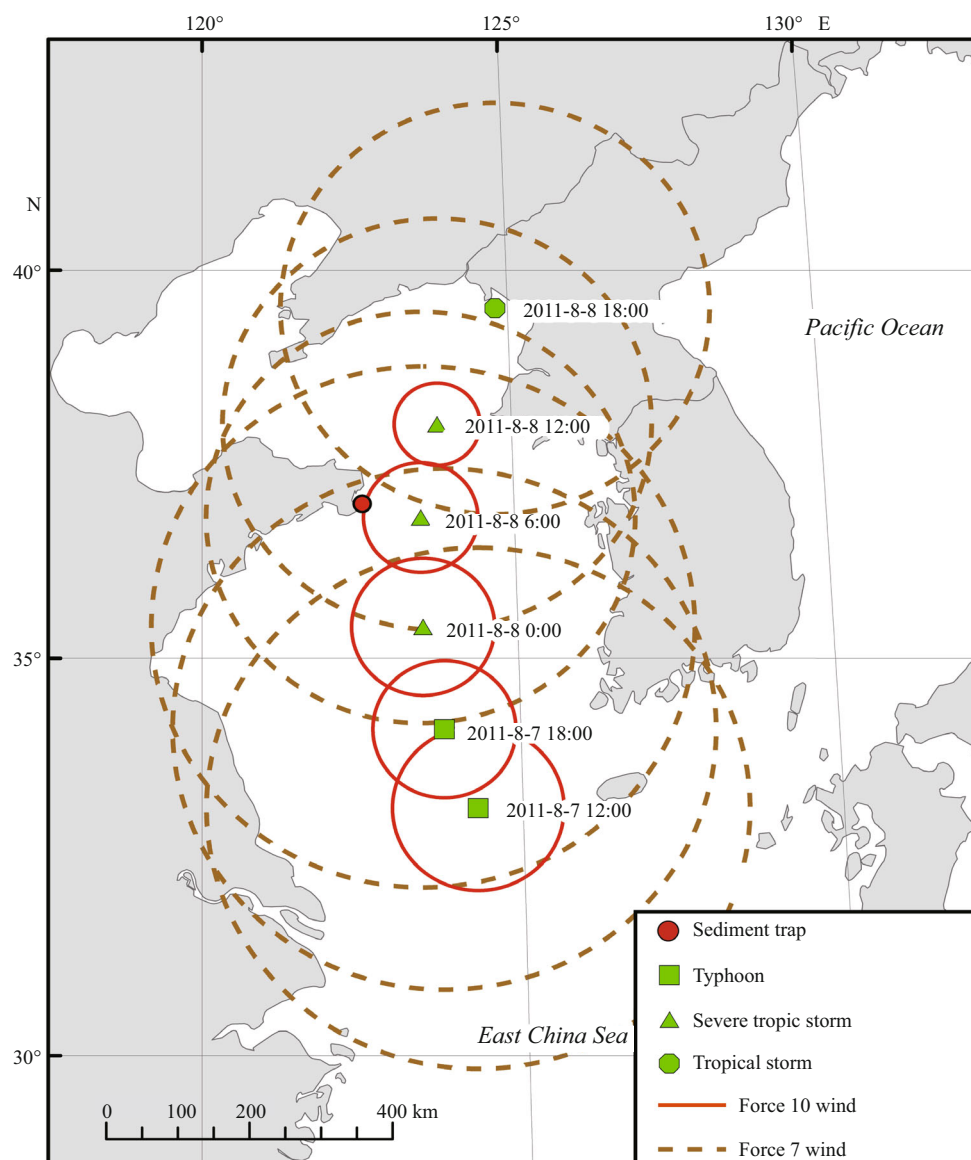 120° 125° 130° E
N
40°
2011-8-8 18:00
Pacific Ocean
2011-8-8 12:00
2011-8-8 6:00
2011-8-8 0:00
35°
2011-8-7 18:00
2011-8-7 12:00
Sediment trap
Typhoon
Severe tropic storm
Tropical storm
Force 10 wind
Force 7 wind
East China Sea
30°
0 100 200 400 km